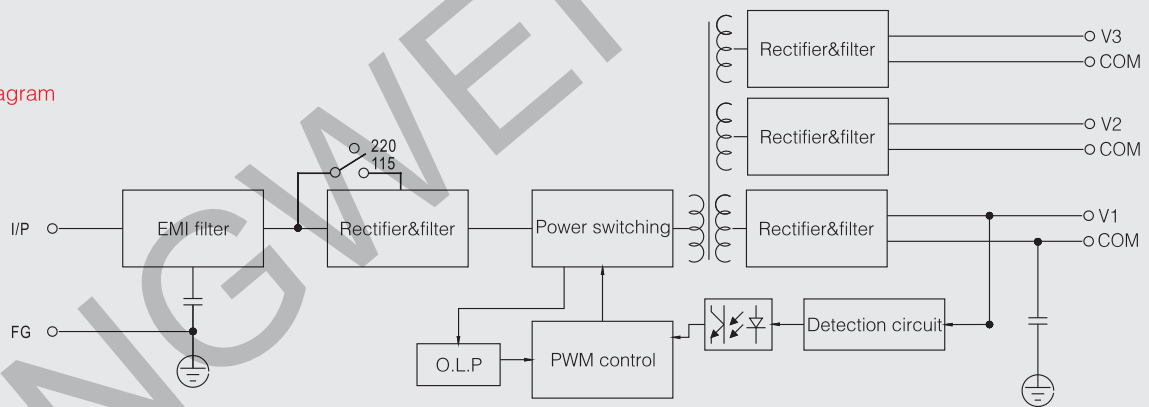 Rectifier&filter
V3
COM
agram
Rectifier&filter
V2
COM
220
115
I/P
EMI filter
Rectifier&filter
Power switching
Rectifier&filter
V1
COM
FG
O.L.P
PWM control
Detection circuit
NGWEI